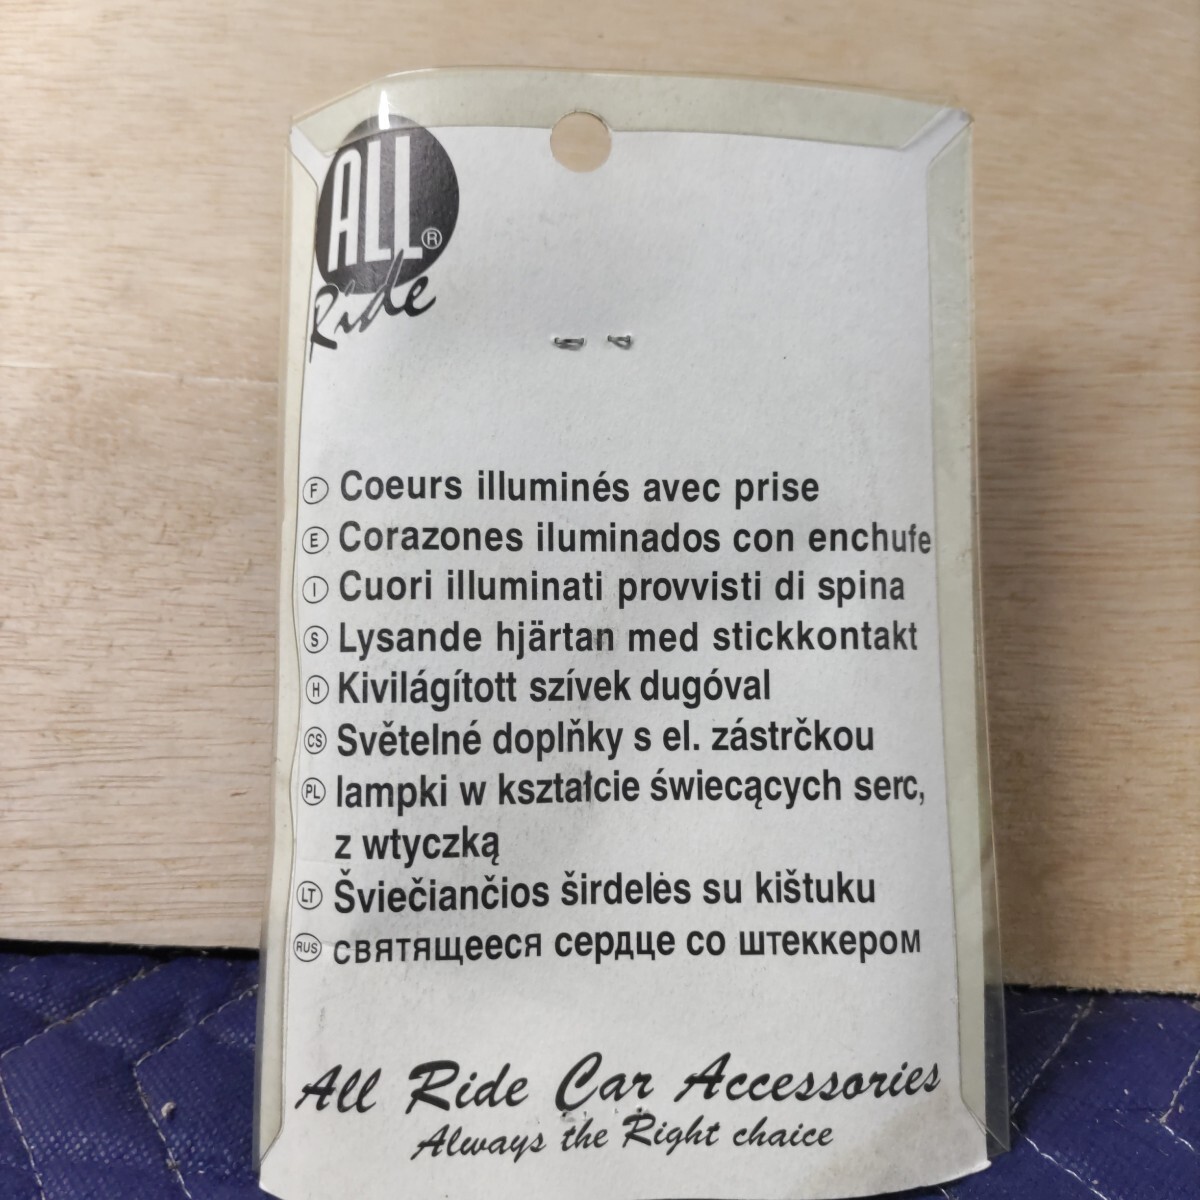 ALL®
Ride
F Coeurs illuminés avec prise
E Corazones iluminados con enchufe
I Cuori illuminati provvisti di spina
S Lysande hjärtan med stickkontakt
H Kivilágított szívek dugóval
CS Světelné doplňky s el. zástrčkou
PL lampki w kształcie świecących serc,
z wtyczką
LT Šviečiančios širdelės su kištuku
RUS святящееся сердце со штеккером
All Ride Car Accessories
Always the Right chaice